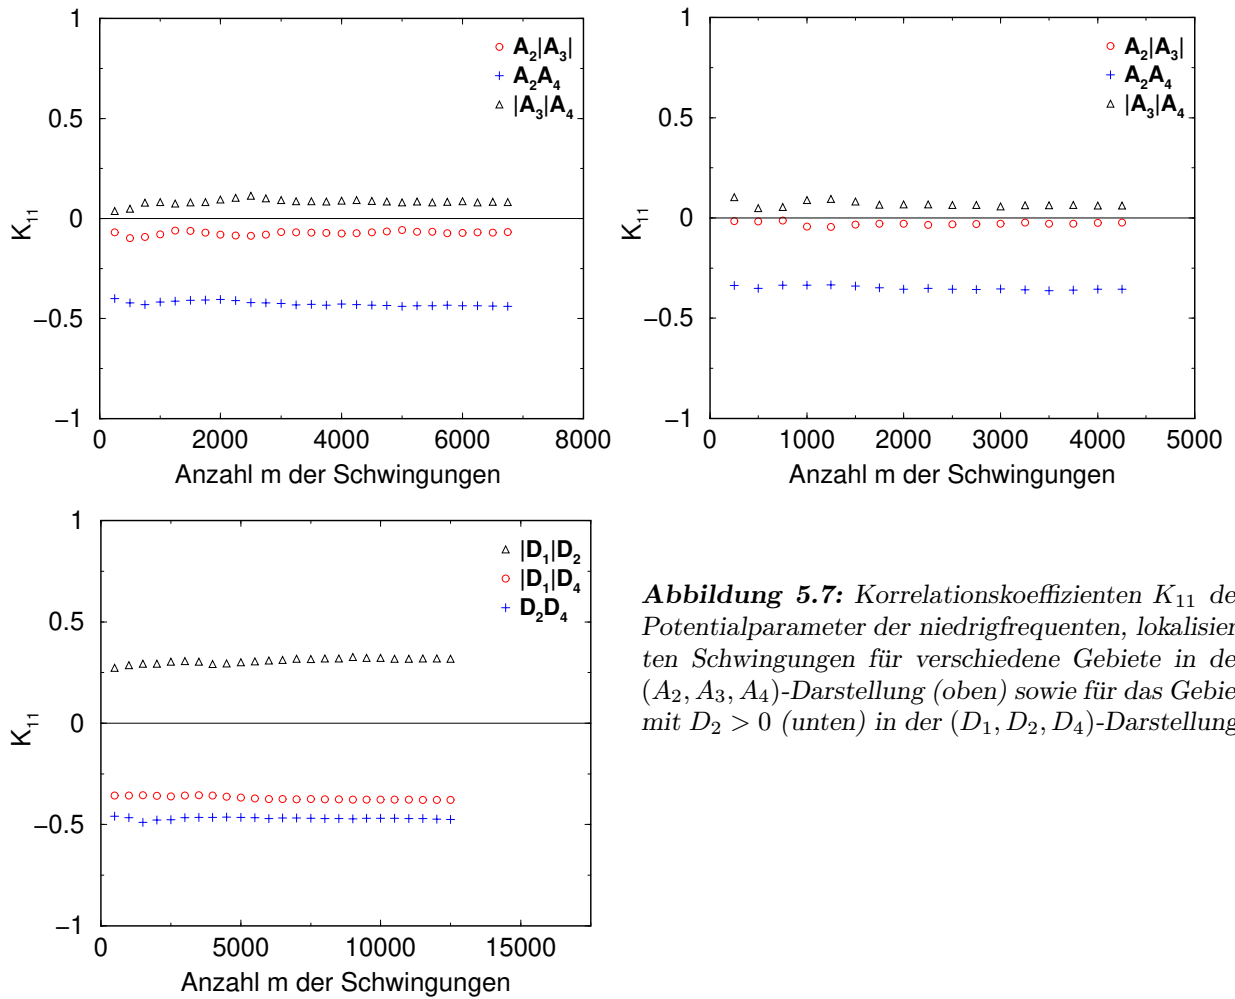 1
0.5
0
−0.5
−1
K11
A2|A3|
A2A4
|A3|A4
0 2000 4000 6000 8000
Anzahl m der Schwingungen
1
0.5
0
−0.5
−1
K11
A2|A3|
A2A4
|A3|A4
0 1000 2000 3000 4000 5000
Anzahl m der Schwingungen
1
0.5
0
−0.5
−1
K11
|D1|D2
|D1|D4
D2D4
0 5000 10000 15000
Anzahl m der Schwingungen
Abbildung 5.7: Korrelationskoeffizienten K11 de
Potentialparameter der niedrigfrequenten, lokalisier
ten Schwingungen für verschiedene Gebiete in de
(A2, A3, A4)-Darstellung (oben) sowie für das Gebie
mit D2 > 0 (unten) in der (D1, D2, D4)-Darstellung